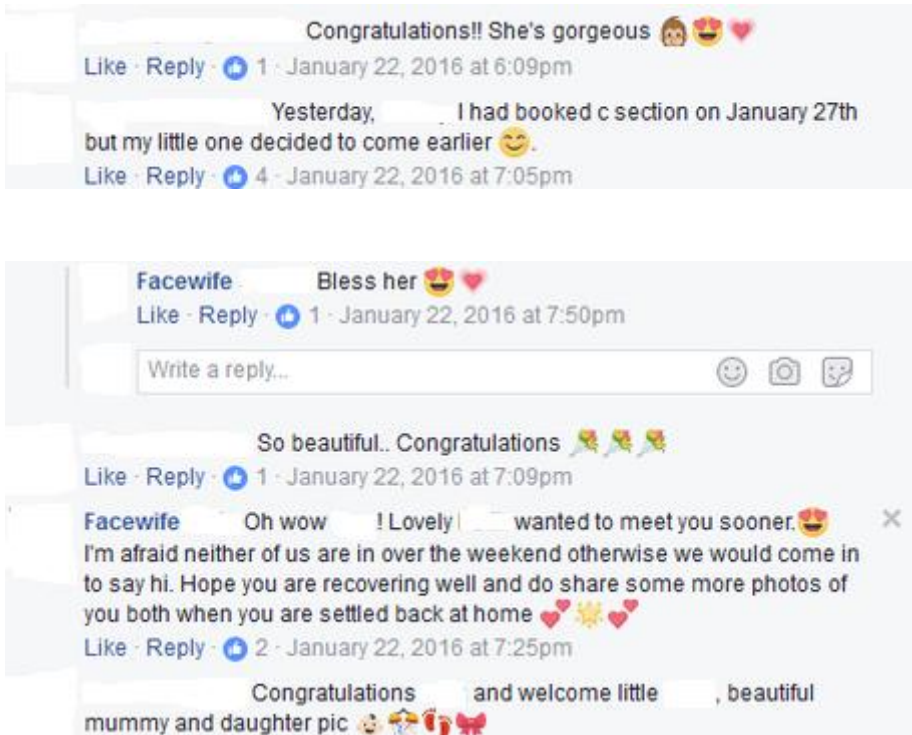 Congratulations!! She's gorgeous 🙉😍💗
Like · Reply · 1 · January 22, 2016 at 6:09pm
Yesterday, I had booked c section on January 27th
but my little one decided to come earlier 😊.
Like · Reply · 4 · January 22, 2016 at 7:05pm
Facewife Bless her 😍💗
Like · Reply · 1 · January 22, 2016 at 7:50pm
Write a reply...
So beautiful.. Congratulations 💐💐💐
Like · Reply · 1 · January 22, 2016 at 7:09pm
Facewife Oh wow ! Lovely wanted to meet you sooner.😍
I'm afraid neither of us are in over the weekend otherwise we would come in
to say hi. Hope you are recovering well and do share some more photos of
you both when you are settled back at home 💕🌟💕
Like · Reply · 2 · January 22, 2016 at 7:25pm
Congratulations and welcome little , beautiful
mummy and daughter pic 👶🎊👣🎀